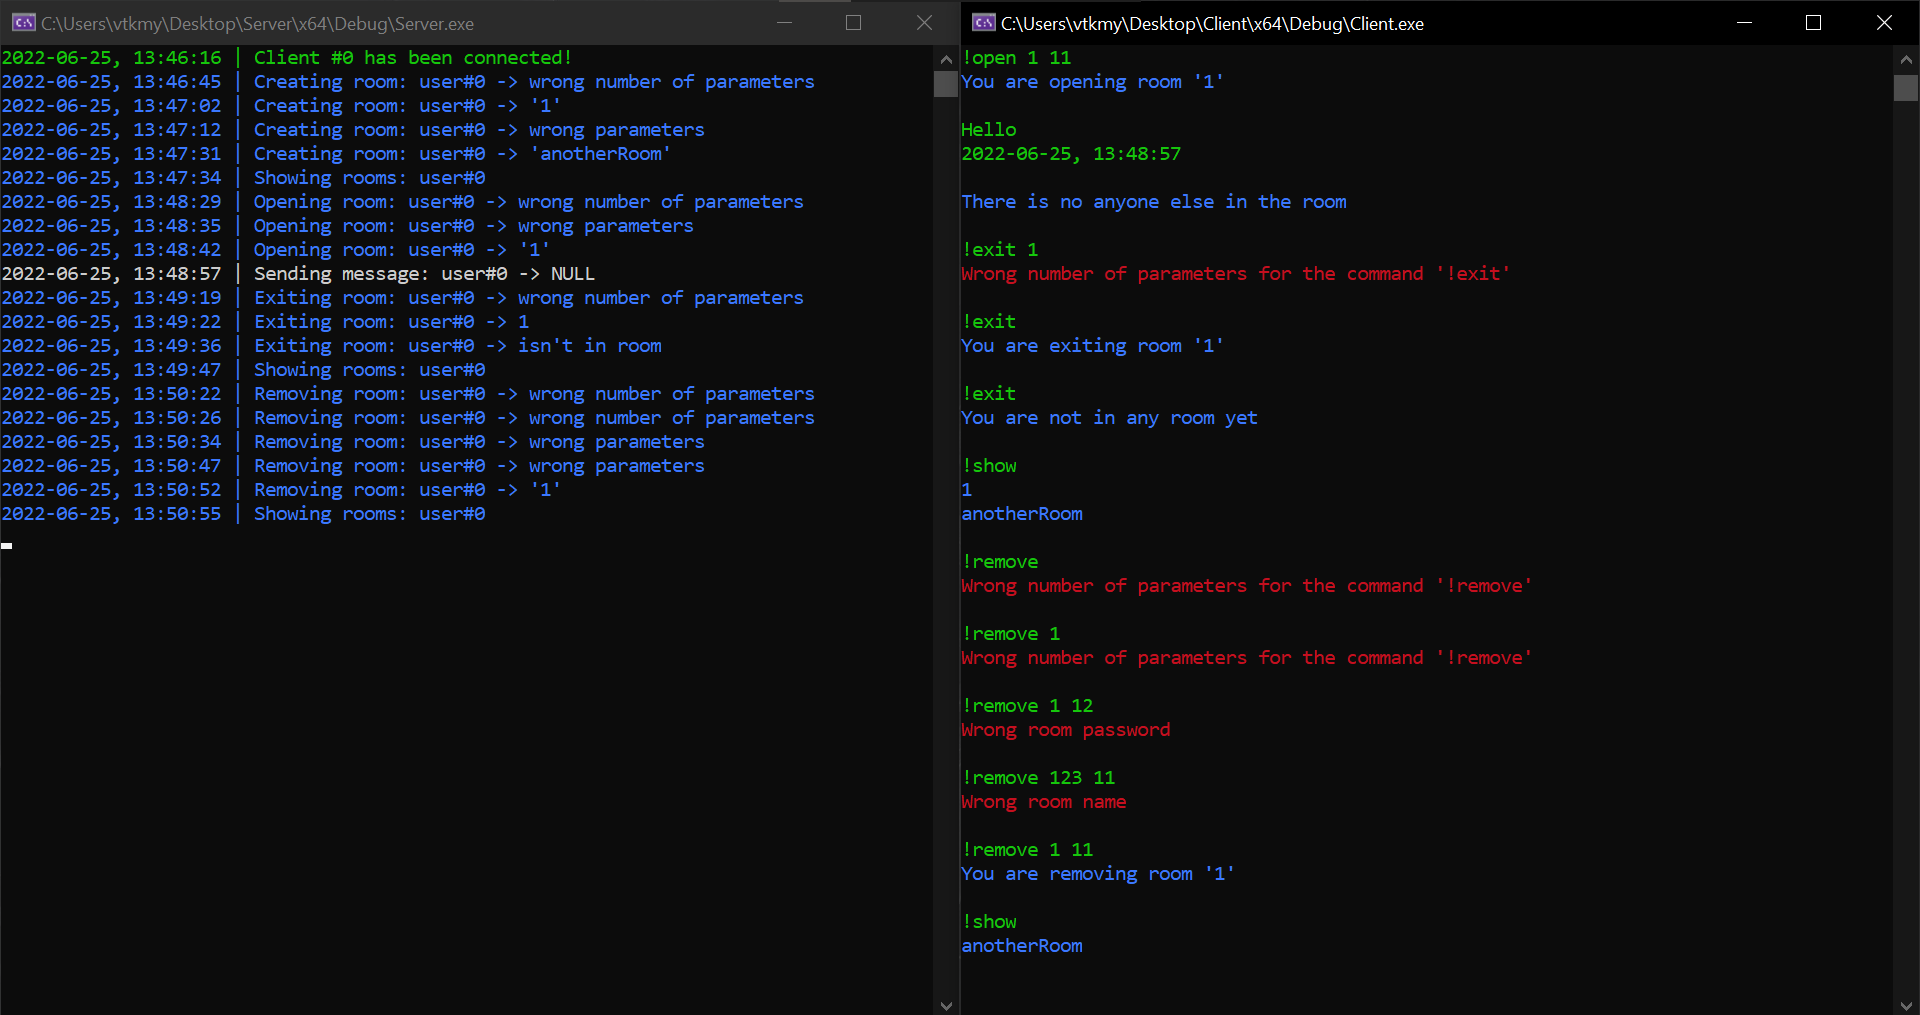 C:\Users\vtkmy\Desktop\Server\x64\Debug\Server.exe
2022-06-25, 13:46:16 | Client #0 has been connected!
2022-06-25, 13:46:45 | Creating room: user#0 -> wrong number of parameters
2022-06-25, 13:47:02 | Creating room: user#0 -> '1'
2022-06-25, 13:47:12 | Creating room: user#0 -> wrong parameters
2022-06-25, 13:47:31 | Creating room: user#0 -> 'anotherRoom'
2022-06-25, 13:47:34 | Showing rooms: user#0
2022-06-25, 13:48:29 | Opening room: user#0 -> wrong number of parameters
2022-06-25, 13:48:35 | Opening room: user#0 -> wrong parameters
2022-06-25, 13:48:42 | Opening room: user#0 -> '1'
2022-06-25, 13:48:57 | Sending message: user#0 -> NULL
2022-06-25, 13:49:19 | Exiting room: user#0 -> wrong number of parameters
2022-06-25, 13:49:22 | Exiting room: user#0 -> 1
2022-06-25, 13:49:36 | Exiting room: user#0 -> isn't in room
2022-06-25, 13:49:47 | Showing rooms: user#0
2022-06-25, 13:50:22 | Removing room: user#0 -> wrong number of parameters
2022-06-25, 13:50:26 | Removing room: user#0 -> wrong number of parameters
2022-06-25, 13:50:34 | Removing room: user#0 -> wrong parameters
2022-06-25, 13:50:47 | Removing room: user#0 -> wrong parameters
2022-06-25, 13:50:52 | Removing room: user#0 -> '1'
2022-06-25, 13:50:55 | Showing rooms: user#0
C:\Users\vtkmy\Desktop\Client\x64\Debug\Client.exe
!open 1 11
You are opening room '1'
Hello
2022-06-25, 13:48:57
There is no anyone else in the room
!exit 1
Wrong number of parameters for the command '!exit'
!exit
You are exiting room '1'
!exit
You are not in any room yet
!show
1
anotherRoom
!remove
Wrong number of parameters for the command '!remove'
!remove 1
Wrong number of parameters for the command '!remove'
!remove 1 12
Wrong room password
!remove 123 11
Wrong room name
!remove 1 11
You are removing room '1'
!show
anotherRoom